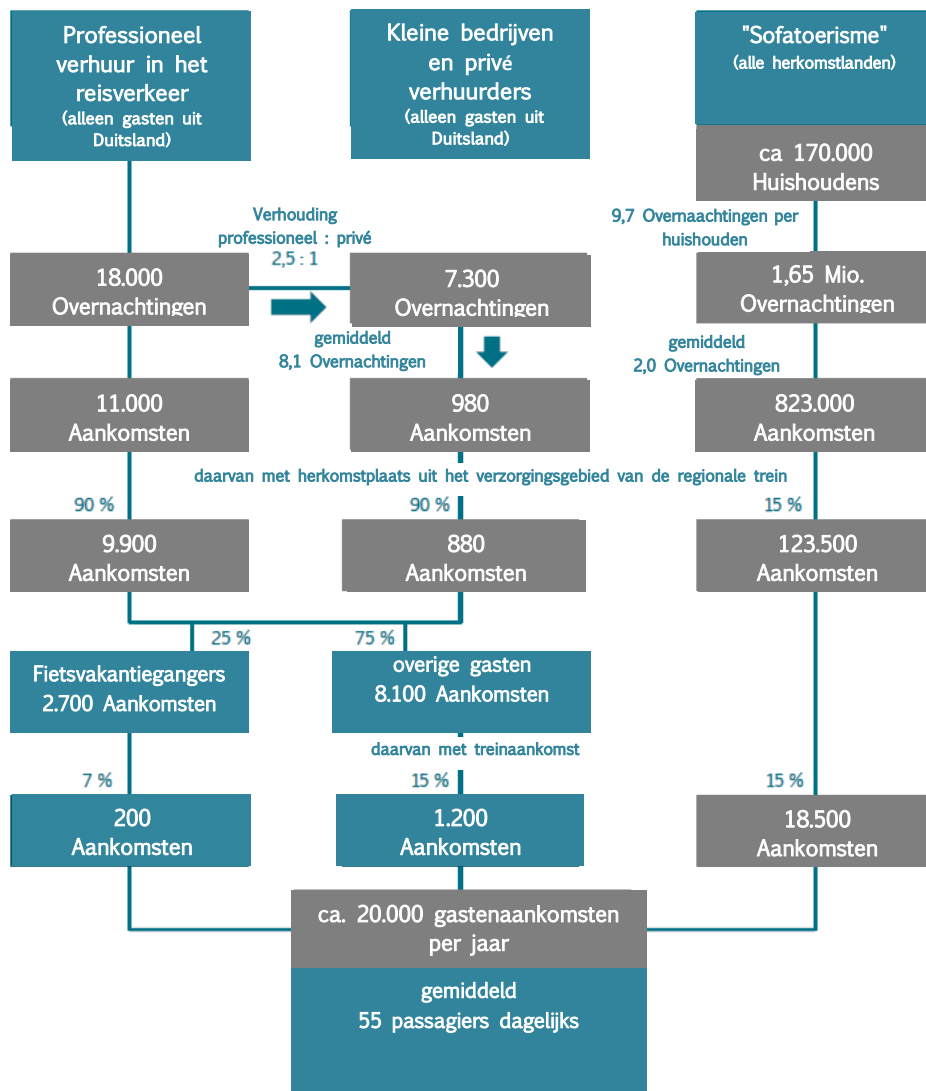 Professioneel
verhuur in het
reisverkeer
(alleen gasten uit
Duitsland)
Kleine bedrijven
en privé
verhuurders
(alleen gasten uit
Duitsland)
"Sofatoerisme"
(alle herkomstlanden)
ca 170.000
Huishoudens
Verhouding
professioneel : privé
2,5 : 1
9,7 Overnaachtingen per
huishouden
18.000
Overnachtingen
7.300
Overnachtingen
1,65 Mio.
Overnachtingen
gemiddeld
8,1 Overnachtingen
gemiddeld
2,0 Overnachtingen
11.000
Aankomsten
980
Aankomsten
823.000
Aankomsten
daarvan met herkomstplaats uit het verzorgingsgebied van de regionale trein
90 %
90 %
15 %
9.900
Aankomsten
880
Aankomsten
123.500
Aankomsten
25 %
75 %
Fietsvakantiegangers
2.700 Aankomsten
overige gasten
8.100 Aankomsten
daarvan met treinaankomst
7 %
15 %
15 %
200
Aankomsten
1.200
Aankomsten
18.500
Aankomsten
ca. 20.000 gastenaankomsten
per jaar
gemiddeld
55 passagiers dagelijks